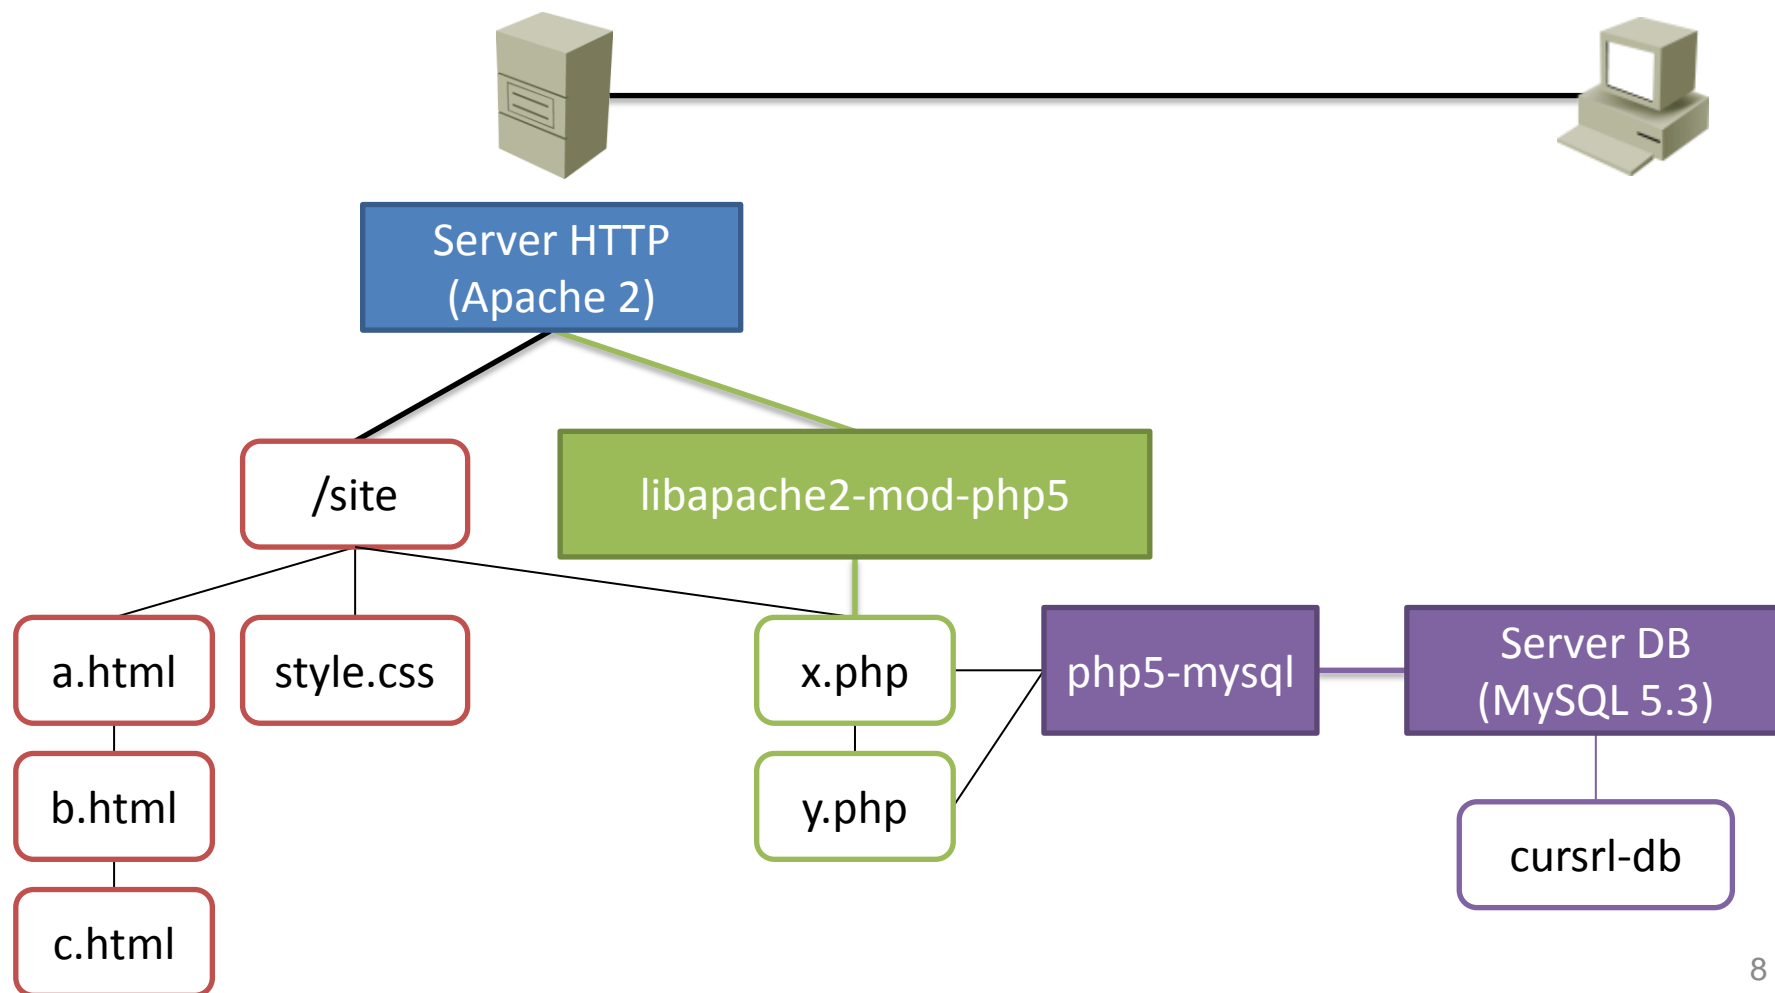 Server HTTP
(Apache 2)
/site
libapache2-mod-php5
a.html
style.css
x.php
php5-mysql
Server DB
(MySQL 5.3)
b.html
y.php
cursrl-db
c.html
8